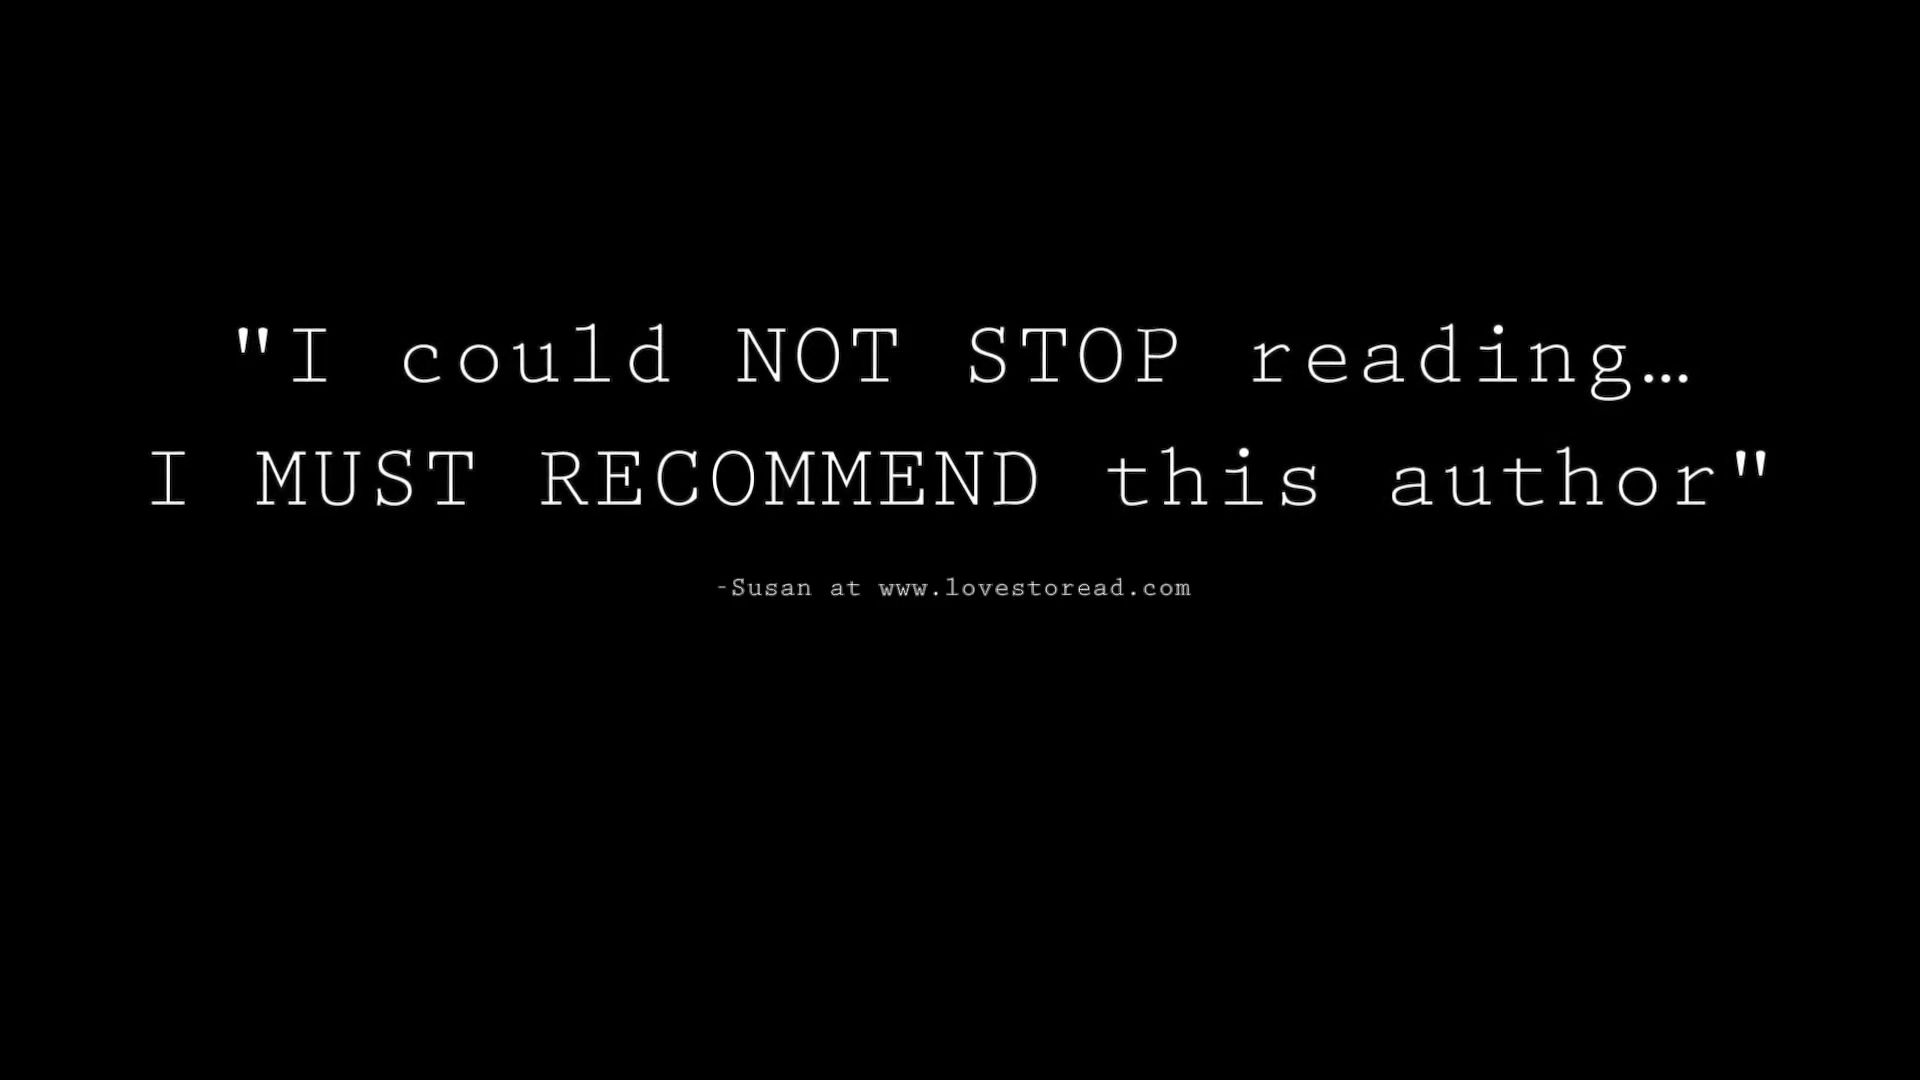 "I could NOT STOP reading…
I MUST RECOMMEND this author"
-Susan at www.lovestoread.com